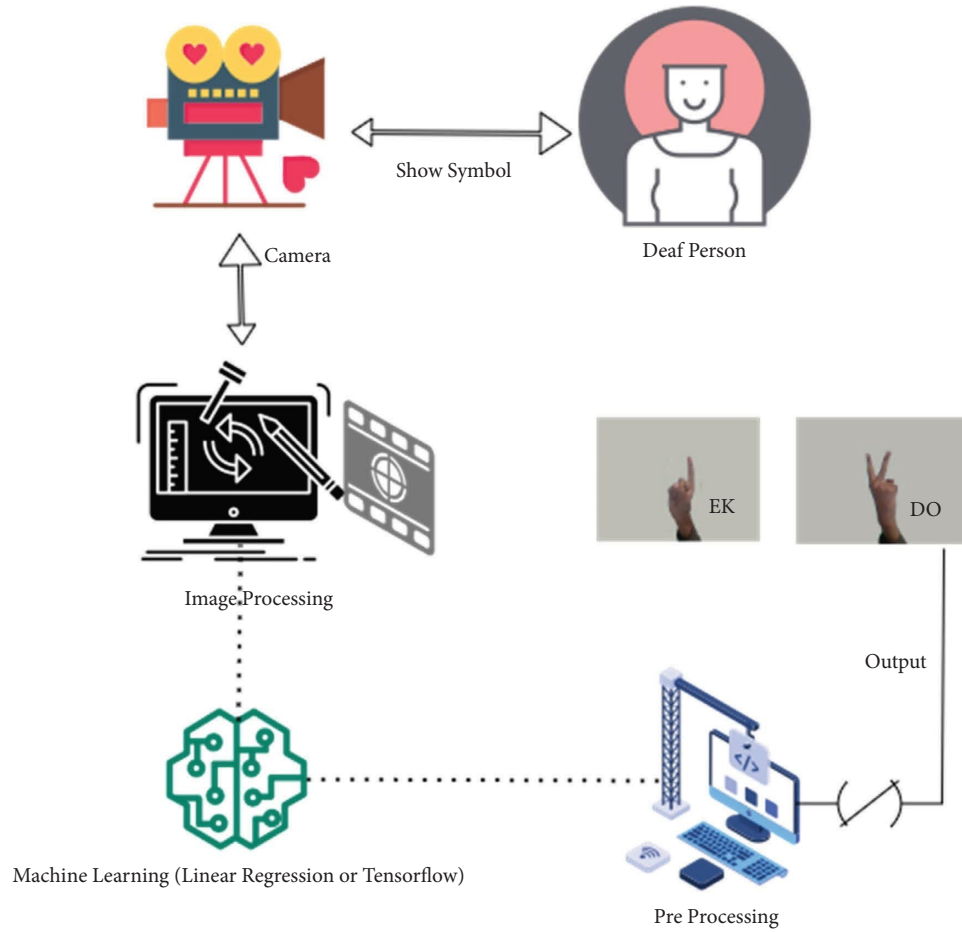 Show Symbol
Deaf Person
Camera
EK
DO
Image Processing
Output
</>
Machine Learning (Linear Regression or Tensorflow)
Pre Processing